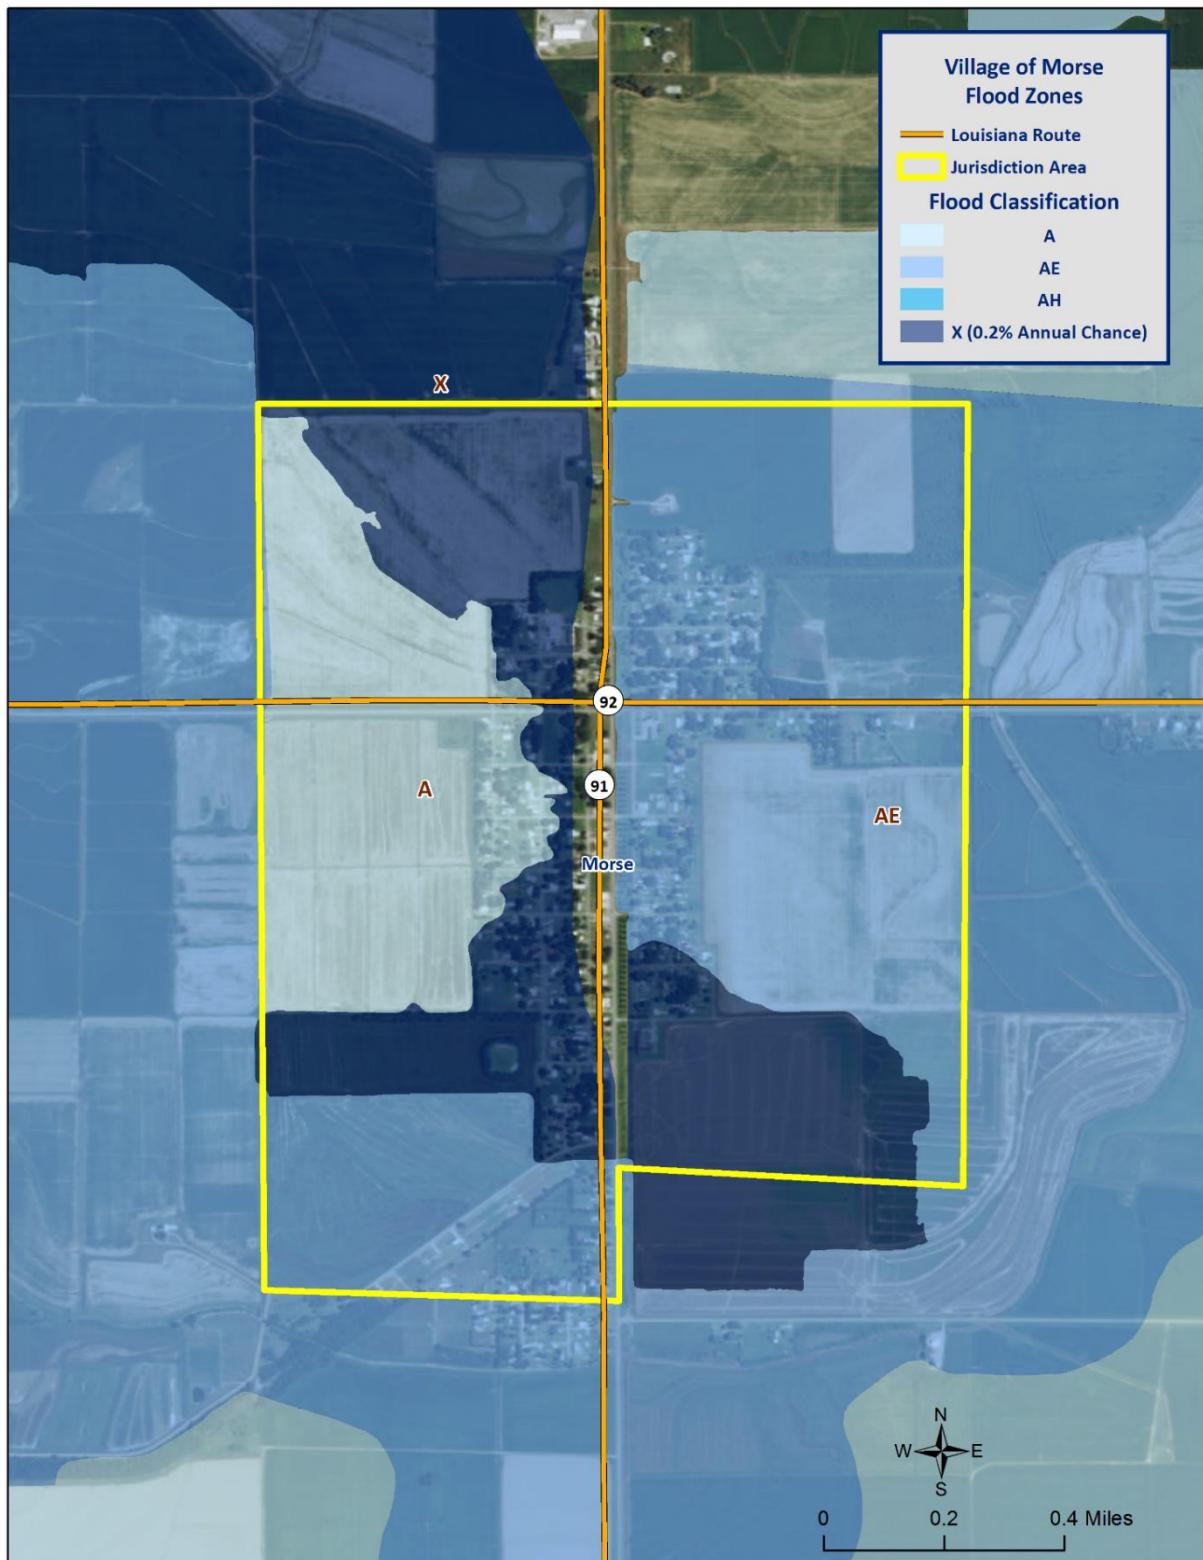 Village of Morse
Flood Zones
Louisiana Route
Jurisdiction Area
Flood Classification
A
AE
AH
X (0.2% Annual Chance)
X
92
91
A
AE
Morse
N
W E
S
0 0.2 0.4 Miles